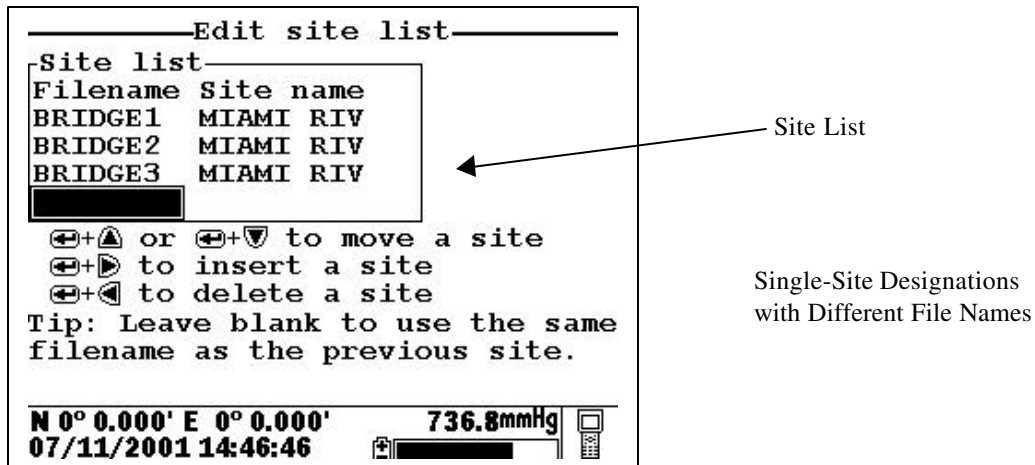 Edit site list
Site list
Filename Site name
BRIDGE1 MIAMI RIV
BRIDGE2 MIAMI RIV
BRIDGE3 MIAMI RIV
+ or + to move a site
+ to insert a site
+ to delete a site
Tip: Leave blank to use the same
filename as the previous site.
N 0° 0.000' E 0° 0.000' 736.8mmHg
07/11/2001 14:46:46
Site List
Single-Site Designations
with Different File Names